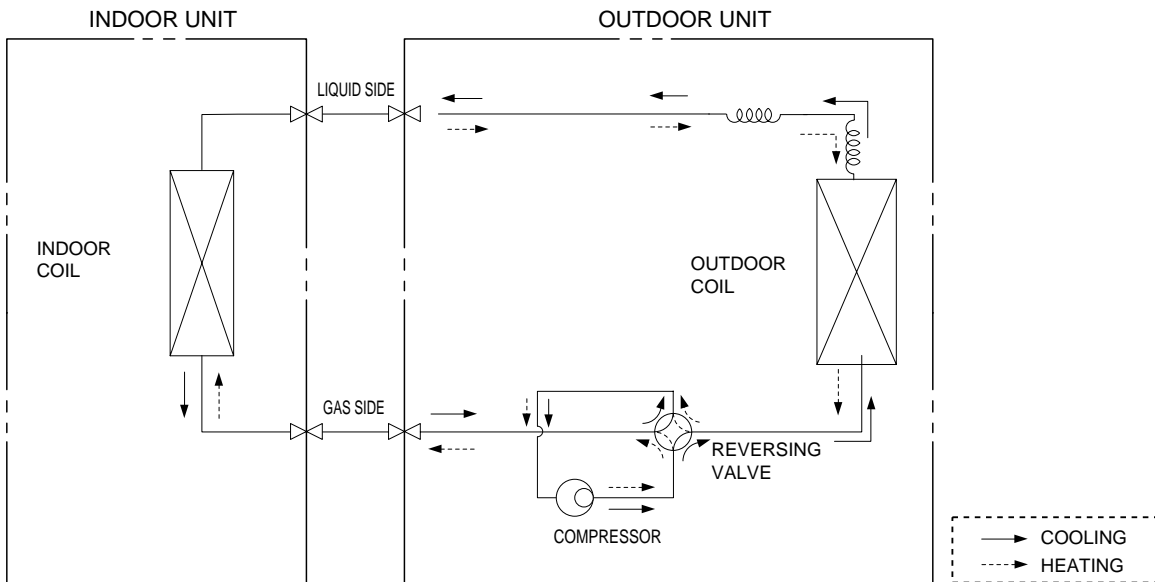 INDOOR UNIT
OUTDOOR UNIT
LIQUID SIDE
INDOOR
COIL
OUTDOOR
COIL
GAS SIDE
REVERSING
VALVE
COMPRESSOR
COOLING
HEATING